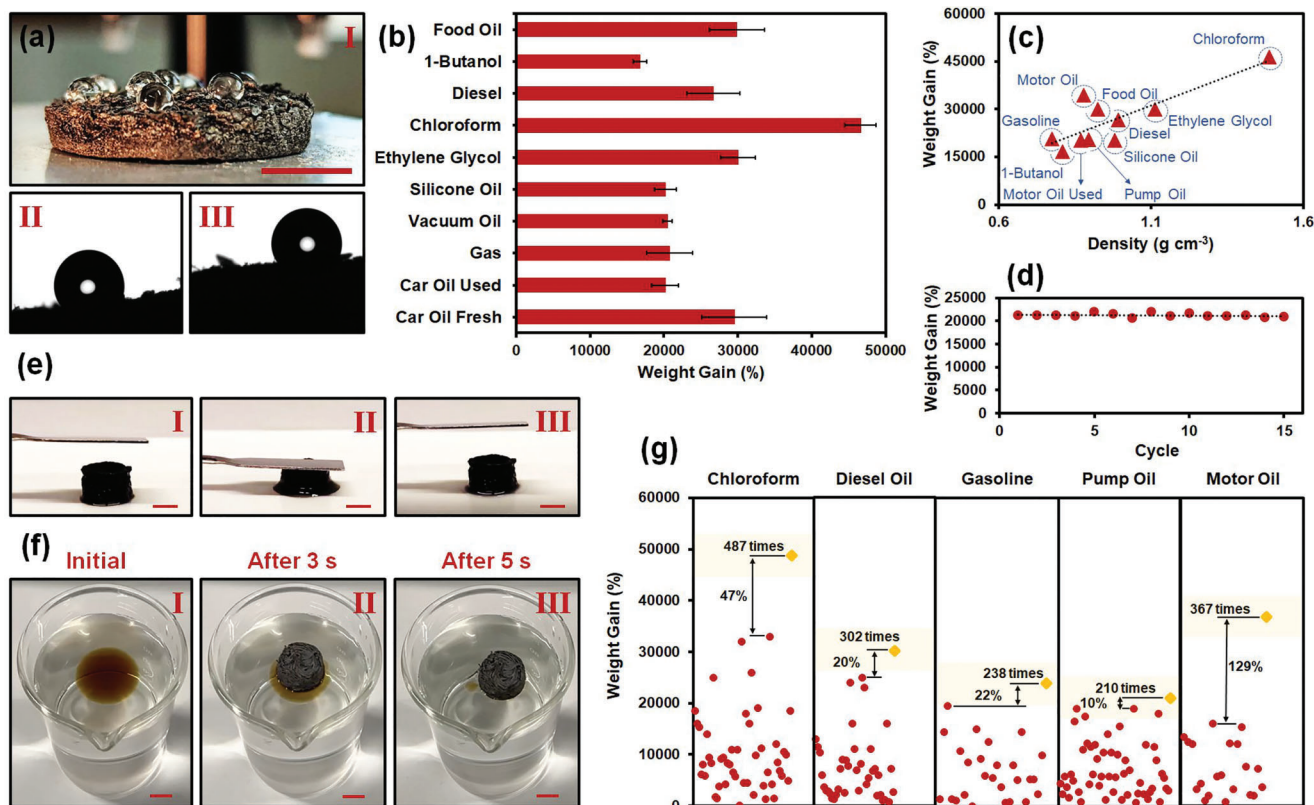 (a)
I
II
III
(b)
Food Oil
1-Butanol
Diesel
Chloroform
Ethylene Glycol
Silicone Oil
Vacuum Oil
Gas
Car Oil Used
Car Oil Fresh
0 10000 20000 30000 40000 50000
Weight Gain (%)
(c)
Weight Gain (%)
60000
45000
30000
15000
0
Chloroform
Motor Oil
Food Oil
Gasoline
Ethylene Glycol
Diesel
Silicone Oil
1-Butanol
Motor Oil Used
Pump Oil
0.6 1.1 1.6
Density (g cm-3)
(d)
Weight Gain (%)
25000
20000
15000
10000
5000
0
0 5 10 15
Cycle
(e)
I
II
III
(f)
Initial
After 3 s
After 5 s
I
II
III
(g)
Chloroform Diesel Oil Gasoline Pump Oil Motor Oil
Weight Gain (%)
60000
50000
40000
30000
20000
10000
0
487 times
47%
302 times
20%
238 times
22%
210 times
10%
367 times
129%